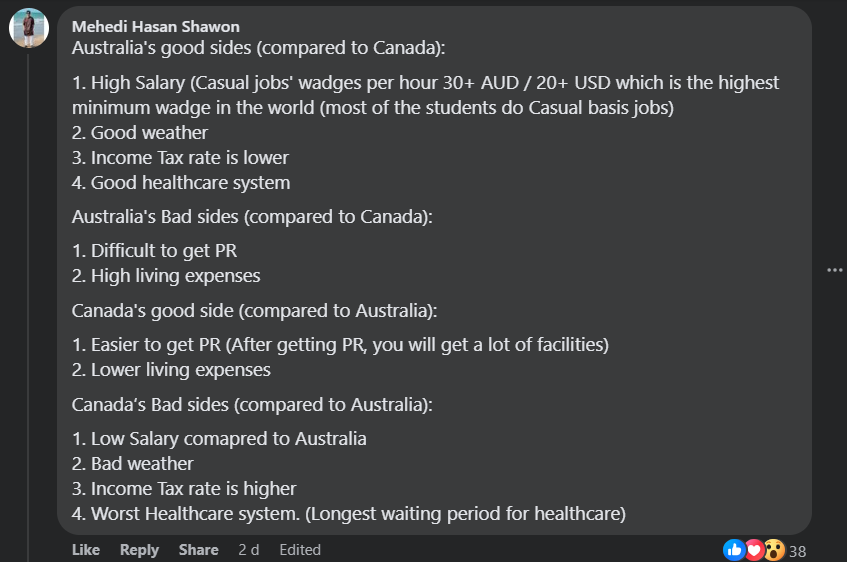 Mehedi Hasan Shawon
Australia's good sides (compared to Canada):
1. High Salary (Casual jobs' wadges per hour 30+ AUD / 20+ USD which is the highest
minimum wadge in the world (most of the students do Casual basis jobs)
2. Good weather
3. Income Tax rate is lower
4. Good healthcare system
Australia's Bad sides (compared to Canada):
1. Difficult to get PR
2. High living expenses
Canada's good side (compared to Australia):
1. Easier to get PR (After getting PR, you will get a lot of facilities)
2. Lower living expenses
Canada’s Bad sides (compared to Australia):
1. Low Salary comapred to Australia
2. Bad weather
3. Income Tax rate is higher
4. Worst Healthcare system. (Longest waiting period for healthcare)
Like Reply Share 2 d Edited 38